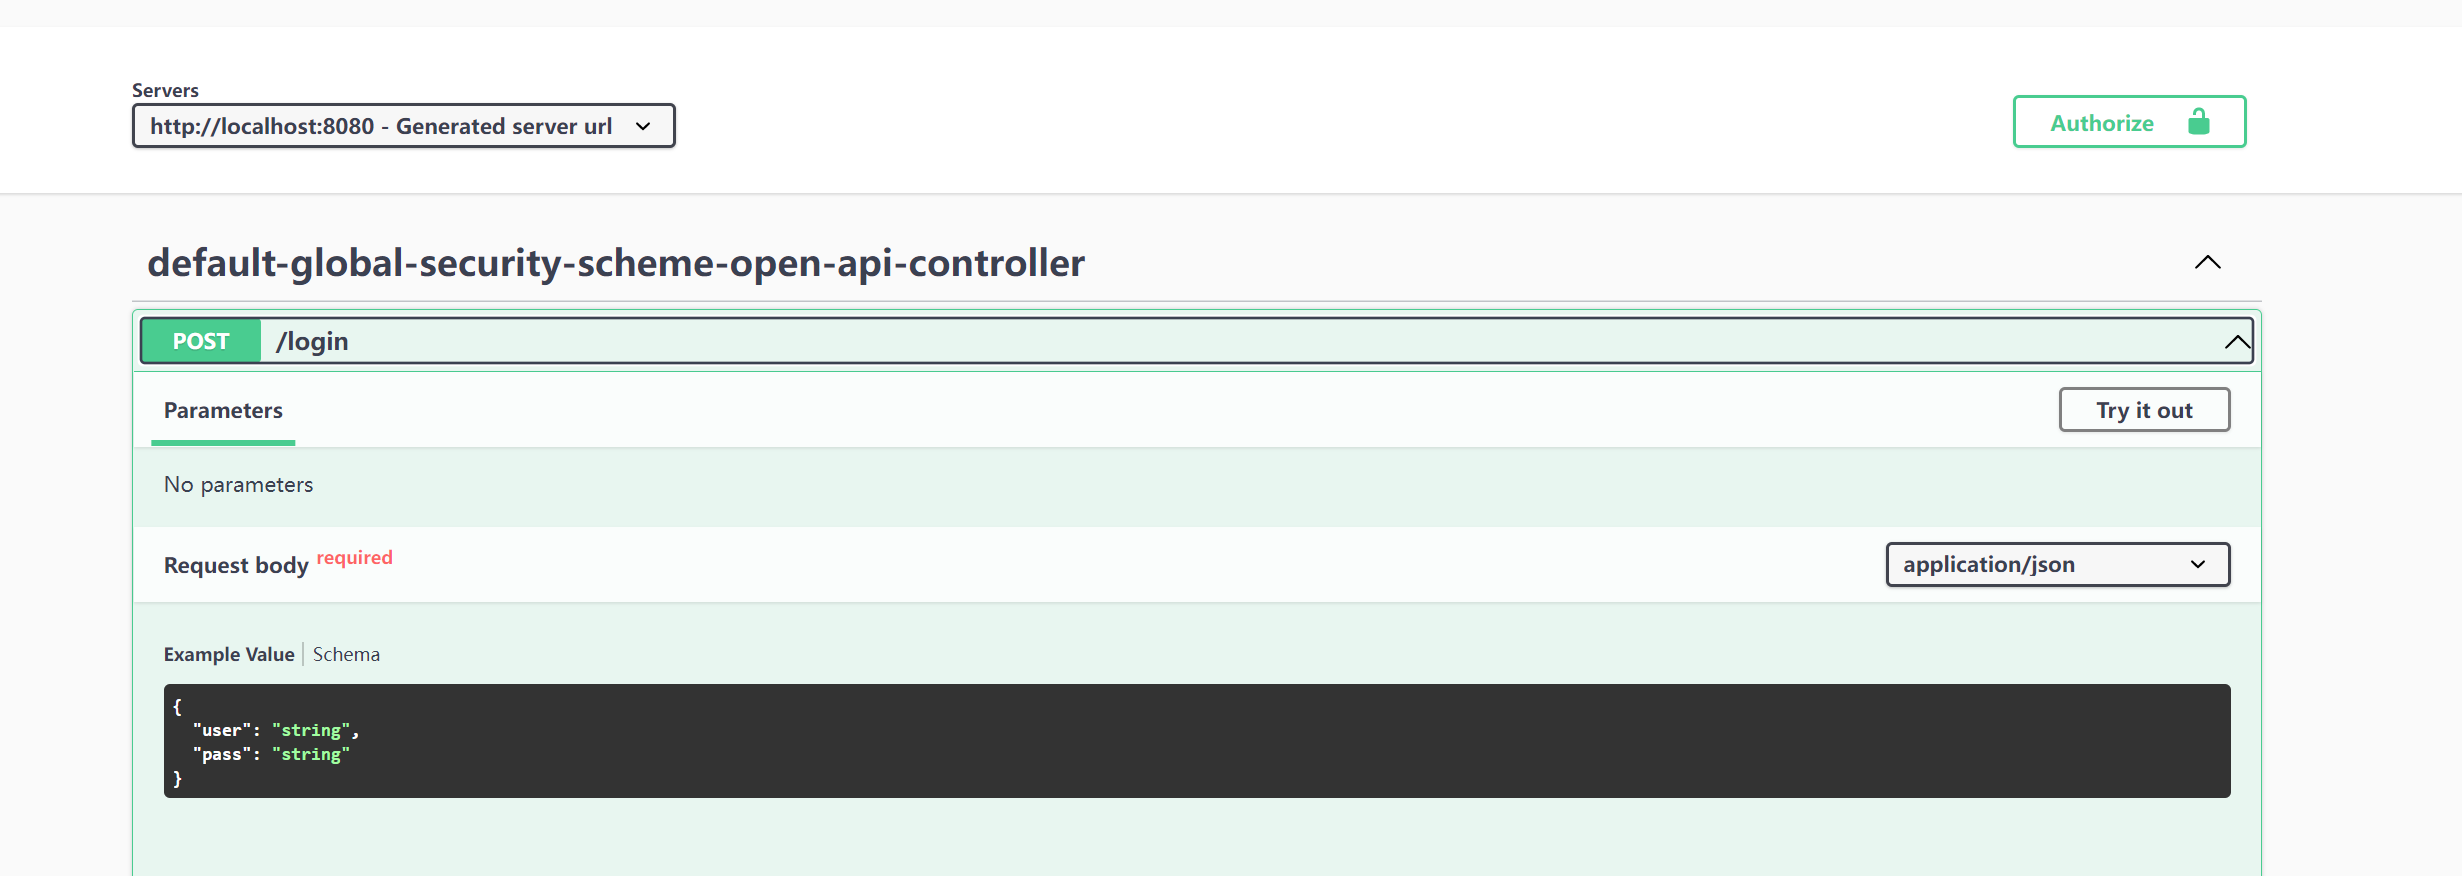 Servers
http://localhost:8080 - Generated server url
Authorize
default-global-security-scheme-open-api-controller
POST /login
Parameters
Try it out
No parameters
Request body required
application/json
Example Value | Schema
{
  "user": "string",
  "pass": "string"
}